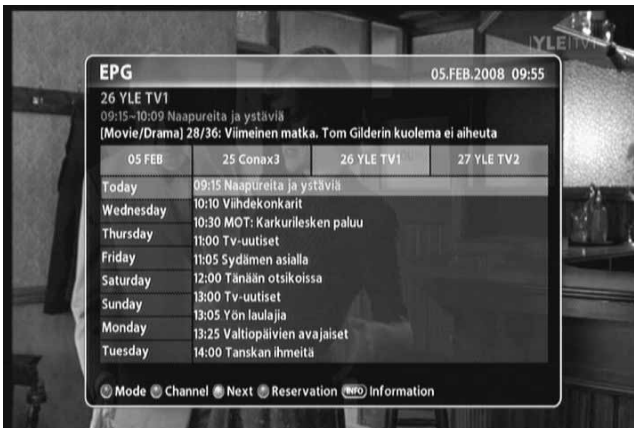 YLE TV1
EPG 05.FEB.2008 09:55
26 YLE TV1
09:15~10:09 Naapureita ja ystäviä
[Movie/Drama] 28/36: Viimeinen matka. Tom Gilderin kuolema ei aiheuta
05 FEB 25 Conax3 26 YLE TV1 27 YLE TV2
Today 09:15 Naapureita ja ystäviä
Wednesday 10:10 Viihdekonkarit
10:30 MOT: Karkurilesken paluu
Thursday 11:00 Tv-uutiset
Friday 11:05 Sydämen asialla
Saturday 12:00 Tänään otsikoissa
Sunday 13:00 Tv-uutiset
13:05 Yön laulajia
Monday 13:25 Valtiopäivien avajaiset
Tuesday 14:00 Tanskan ihmeitä
Mode Channel Next Reservation INFO Information